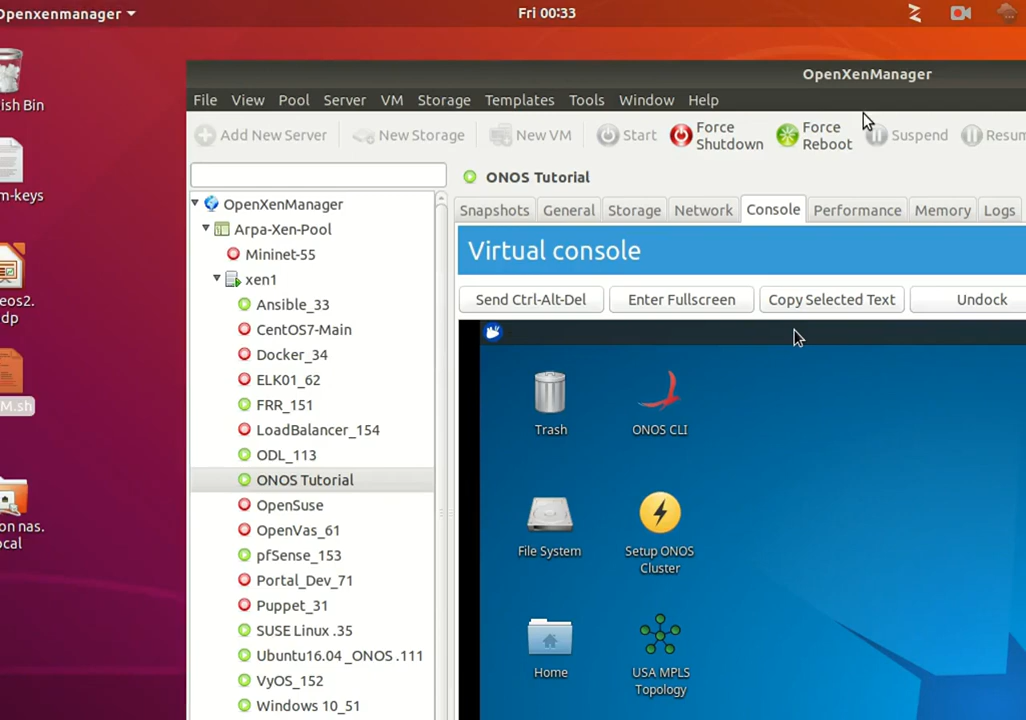 Openxenmanager
Fri 00:33
OpenXenManager
File View Pool Server VM Storage Templates Tools Window Help
Add New Server New Storage New VM Start Force Shutdown Force Reboot Suspend Resum
ONOS Tutorial
Snapshots General Storage Network Console Performance Memory Logs
Virtual console
Send Ctrl-Alt-Del Enter Fullscreen Copy Selected Text Undock
OpenXenManager
Arpa-Xen-Pool
Mininet-55
xen1
Ansible_33
CentOS7-Main
Docker_34
ELK01_62
FRR_151
LoadBalancer_154
ODL_113
ONOS Tutorial
OpenSuse
OpenVas_61
pfSense_153
Portal_Dev_71
Puppet_31
SUSE Linux .35
Ubuntu16.04 _ONOS .111
VyOS_152
Windows 10_51
Trash
ONOS CLI
File System
Setup ONOS
Cluster
Home
USA MPLS
Topology
ish Bin
m-keys
eos2.
dp
M.sh
on nas.
ocal